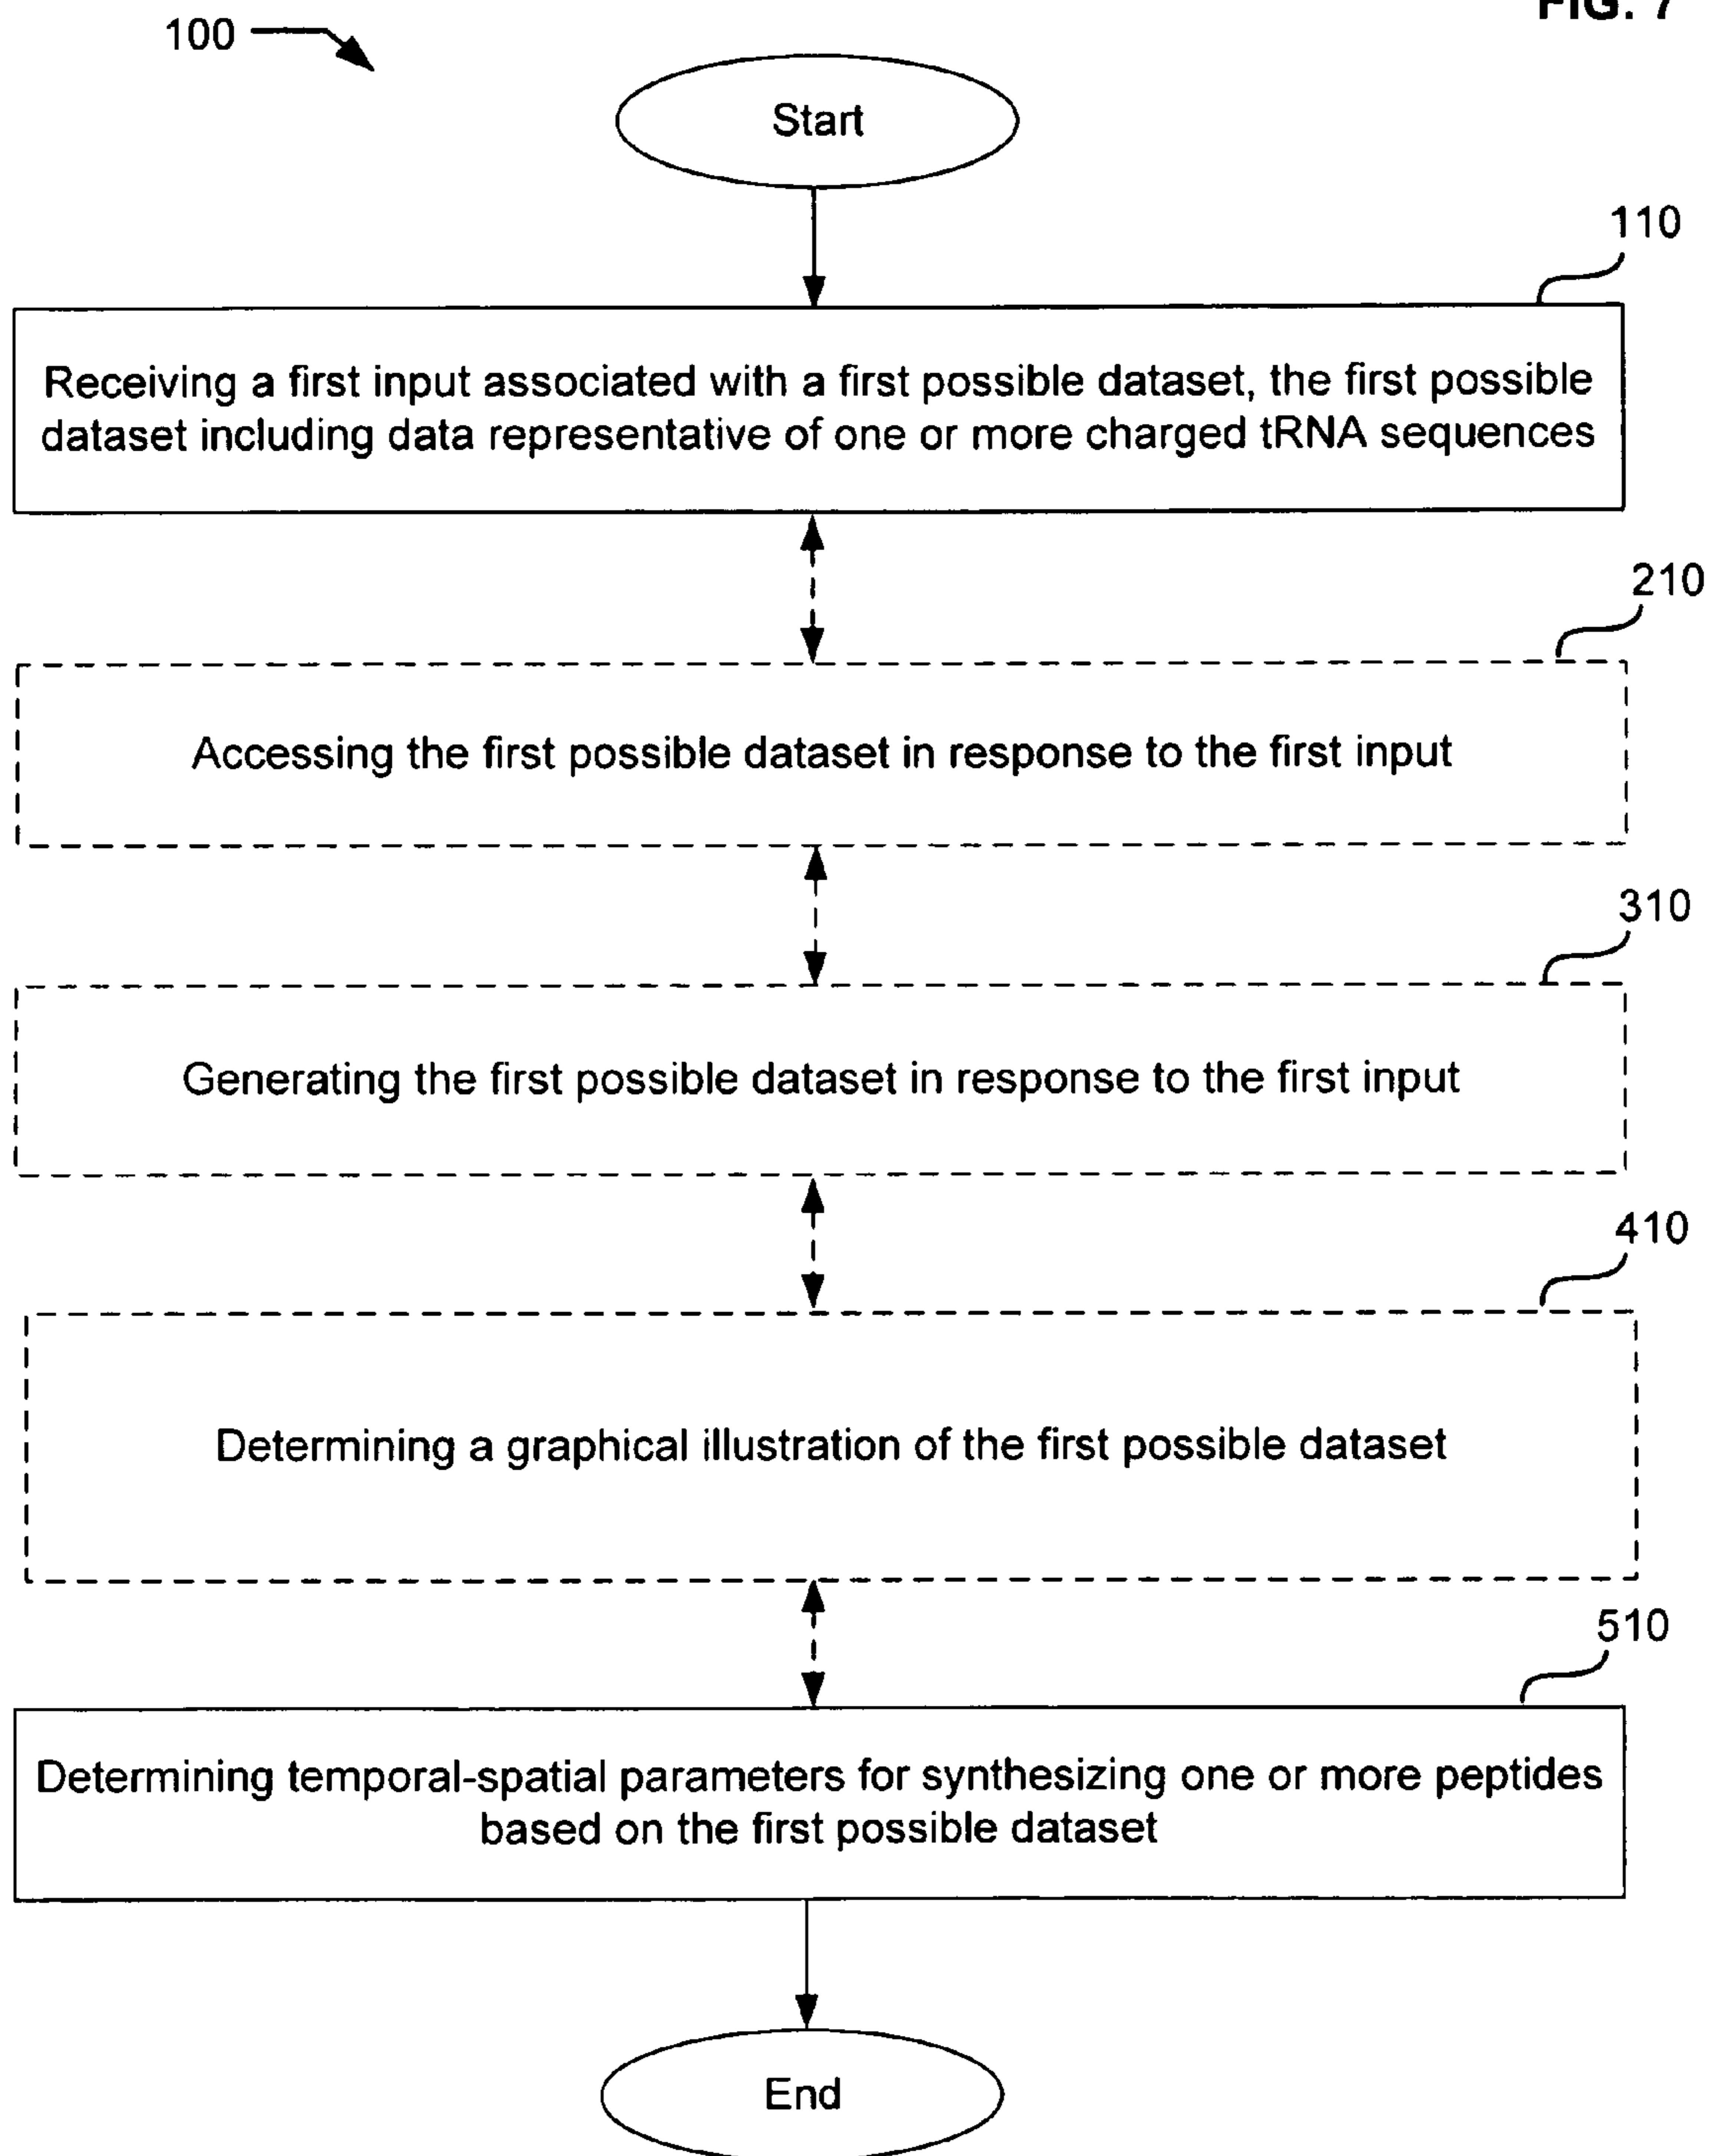 FIG. 7
100
Start
110
Receiving a first input associated with a first possible dataset, the first possible
dataset including data representative of one or more charged tRNA sequences
210
Accessing the first possible dataset in response to the first input
310
Generating the first possible dataset in response to the first input
410
Determining a graphical illustration of the first possible dataset
510
Determining temporal-spatial parameters for synthesizing one or more peptides
based on the first possible dataset
End